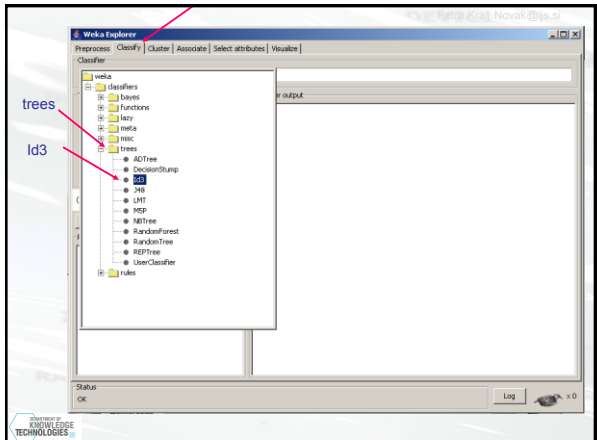 Petra Kralj Novak@ijs.si
Weka Explorer
Preprocess Classify Cluster Associate Select attributes Visualize
Classifier
weka
classifiers
bayes
functions
lazy
meta
misc
trees
ADTree
DecisionStump
Id3
J48
LMT
M5P
NBTree
RandomForest
RandomTree
REPTree
UserClassifier
rules
er output
trees
Id3
Status
OK
Log
x 0
DEPARTMENT OF
KNOWLEDGE
TECHNOLOGIES